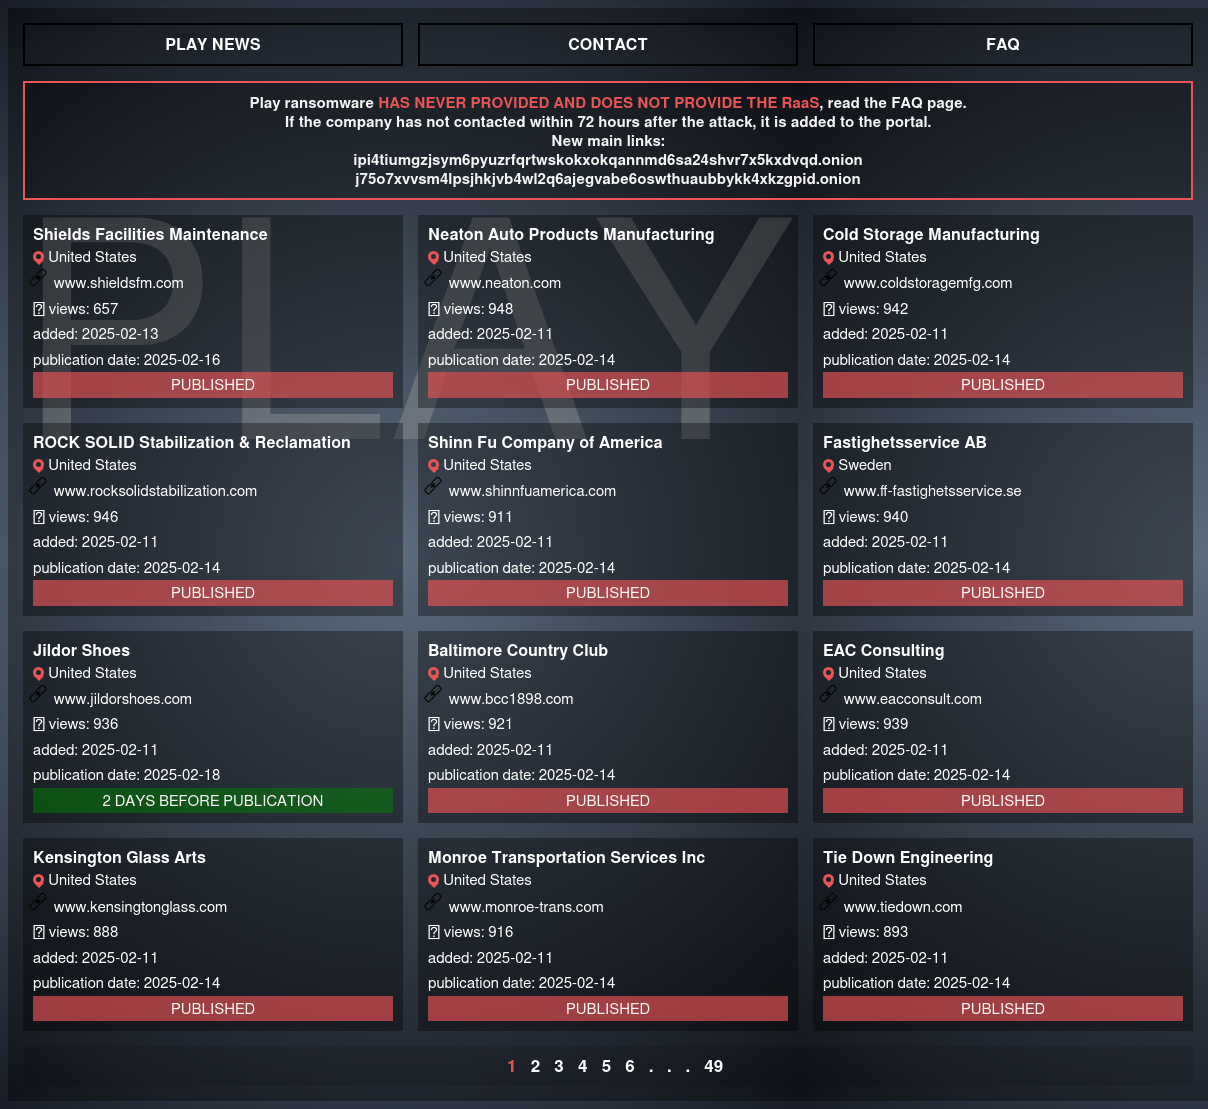 PLAY NEWS
CONTACT
FAQ
Play ransomware HAS NEVER PROVIDED AND DOES NOT PROVIDE THE RaaS, read the FAQ page.
If the company has not contacted within 72 hours after the attack, it is added to the portal.
New main links:
ipi4tiumgzjsym6pyuzrfqrtwskokxokqannmd6sa24shvr7x5kxdvqd.onion
j75o7xvvsm4lpsjhkjvb4wl2q6ajegvabe6oswthuaubbykk4xkzgpid.onion
PLAY
Shields Facilities Maintenance
United States
www.shieldsfm.com
views: 657
added: 2025-02-13
publication date: 2025-02-16
PUBLISHED
Neaton Auto Products Manufacturing
United States
www.neaton.com
views: 948
added: 2025-02-11
publication date: 2025-02-14
PUBLISHED
Cold Storage Manufacturing
United States
www.coldstoragemfg.com
views: 942
added: 2025-02-11
publication date: 2025-02-14
PUBLISHED
ROCK SOLID Stabilization & Reclamation
United States
www.rocksolidstabilization.com
views: 946
added: 2025-02-11
publication date: 2025-02-14
PUBLISHED
Shinn Fu Company of America
United States
www.shinnfuamerica.com
views: 911
added: 2025-02-11
publication date: 2025-02-14
PUBLISHED
Fastighetsservice AB
Sweden
www.ff-fastighetsservice.se
views: 940
added: 2025-02-11
publication date: 2025-02-14
PUBLISHED
Jildor Shoes
United States
www.jildorshoes.com
views: 936
added: 2025-02-11
publication date: 2025-02-18
2 DAYS BEFORE PUBLICATION
Baltimore Country Club
United States
www.bcc1898.com
views: 921
added: 2025-02-11
publication date: 2025-02-14
PUBLISHED
EAC Consulting
United States
www.eacconsult.com
views: 939
added: 2025-02-11
publication date: 2025-02-14
PUBLISHED
Kensington Glass Arts
United States
www.kensingtonglass.com
views: 888
added: 2025-02-11
publication date: 2025-02-14
PUBLISHED
Monroe Transportation Services Inc
United States
www.monroe-trans.com
views: 916
added: 2025-02-11
publication date: 2025-02-14
PUBLISHED
Tie Down Engineering
United States
www.tiedown.com
views: 893
added: 2025-02-11
publication date: 2025-02-14
PUBLISHED
1 2 3 4 5 6 . . . 49